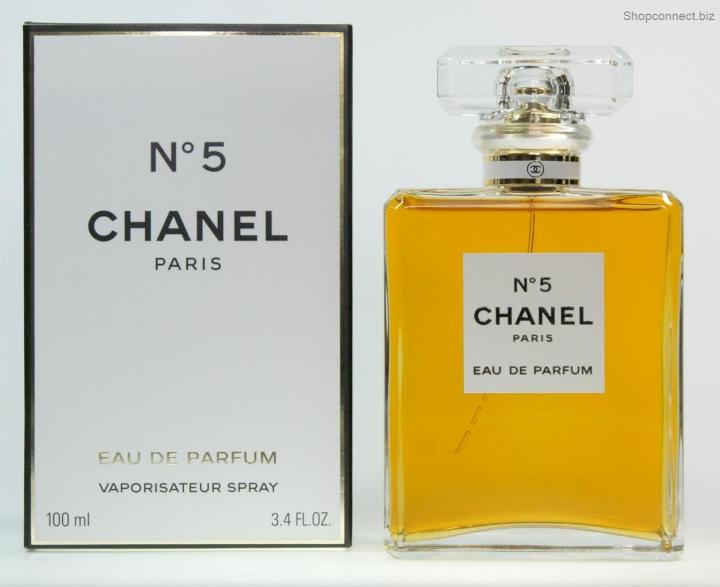 Shopconnect.biz
N° 5
CHANEL
PARIS
EAU DE PARFUM
VAPORISATEUR SPRAY
100 ml 3.4 FL.OZ.
N° 5
CHANEL
PARIS
EAU DE PARFUM